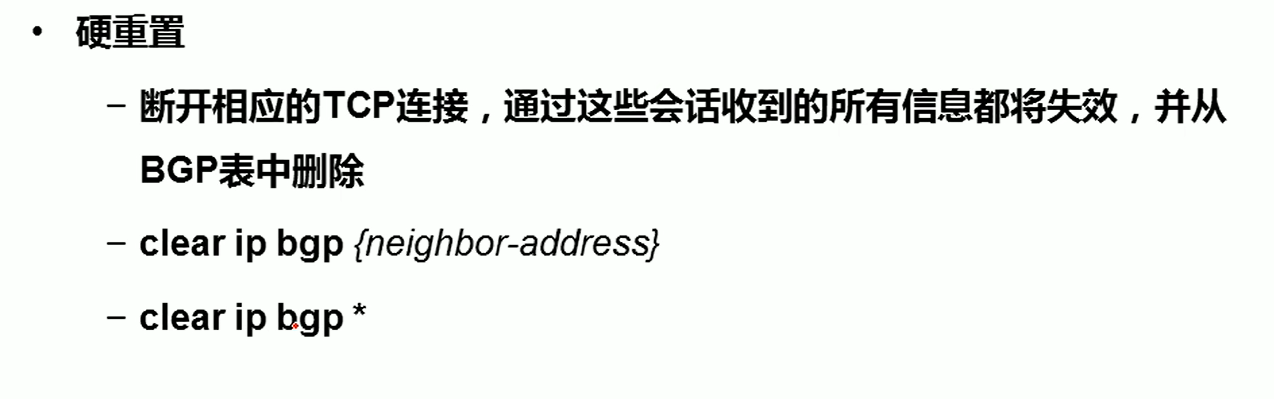 • 硬重置
– 断开相应的TCP连接，通过这些会话收到的所有信息都将失效，并从
BGP表中删除
– clear ip bgp {neighbor-address}
– clear ip bgp *